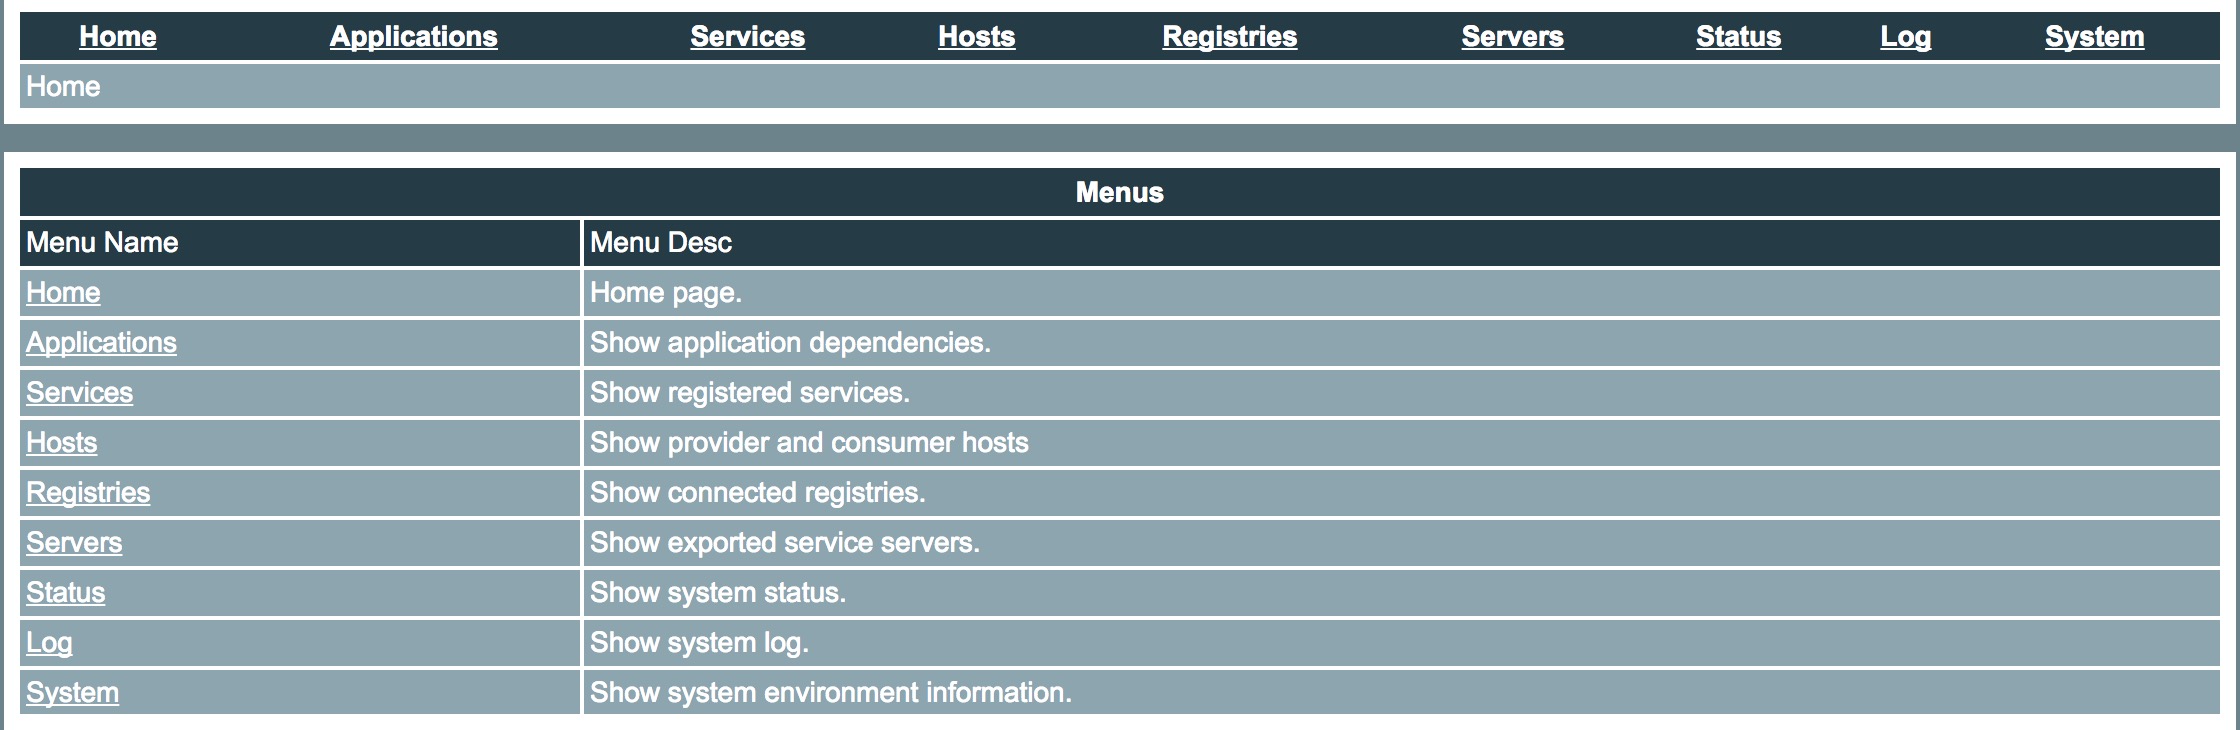 Home Applications Services Hosts Registries Servers Status Log System
Home
Menus
Menu Name Menu Desc
Home Home page.
Applications Show application dependencies.
Services Show registered services.
Hosts Show provider and consumer hosts
Registries Show connected registries.
Servers Show exported service servers.
Status Show system status.
Log Show system log.
System Show system environment information.